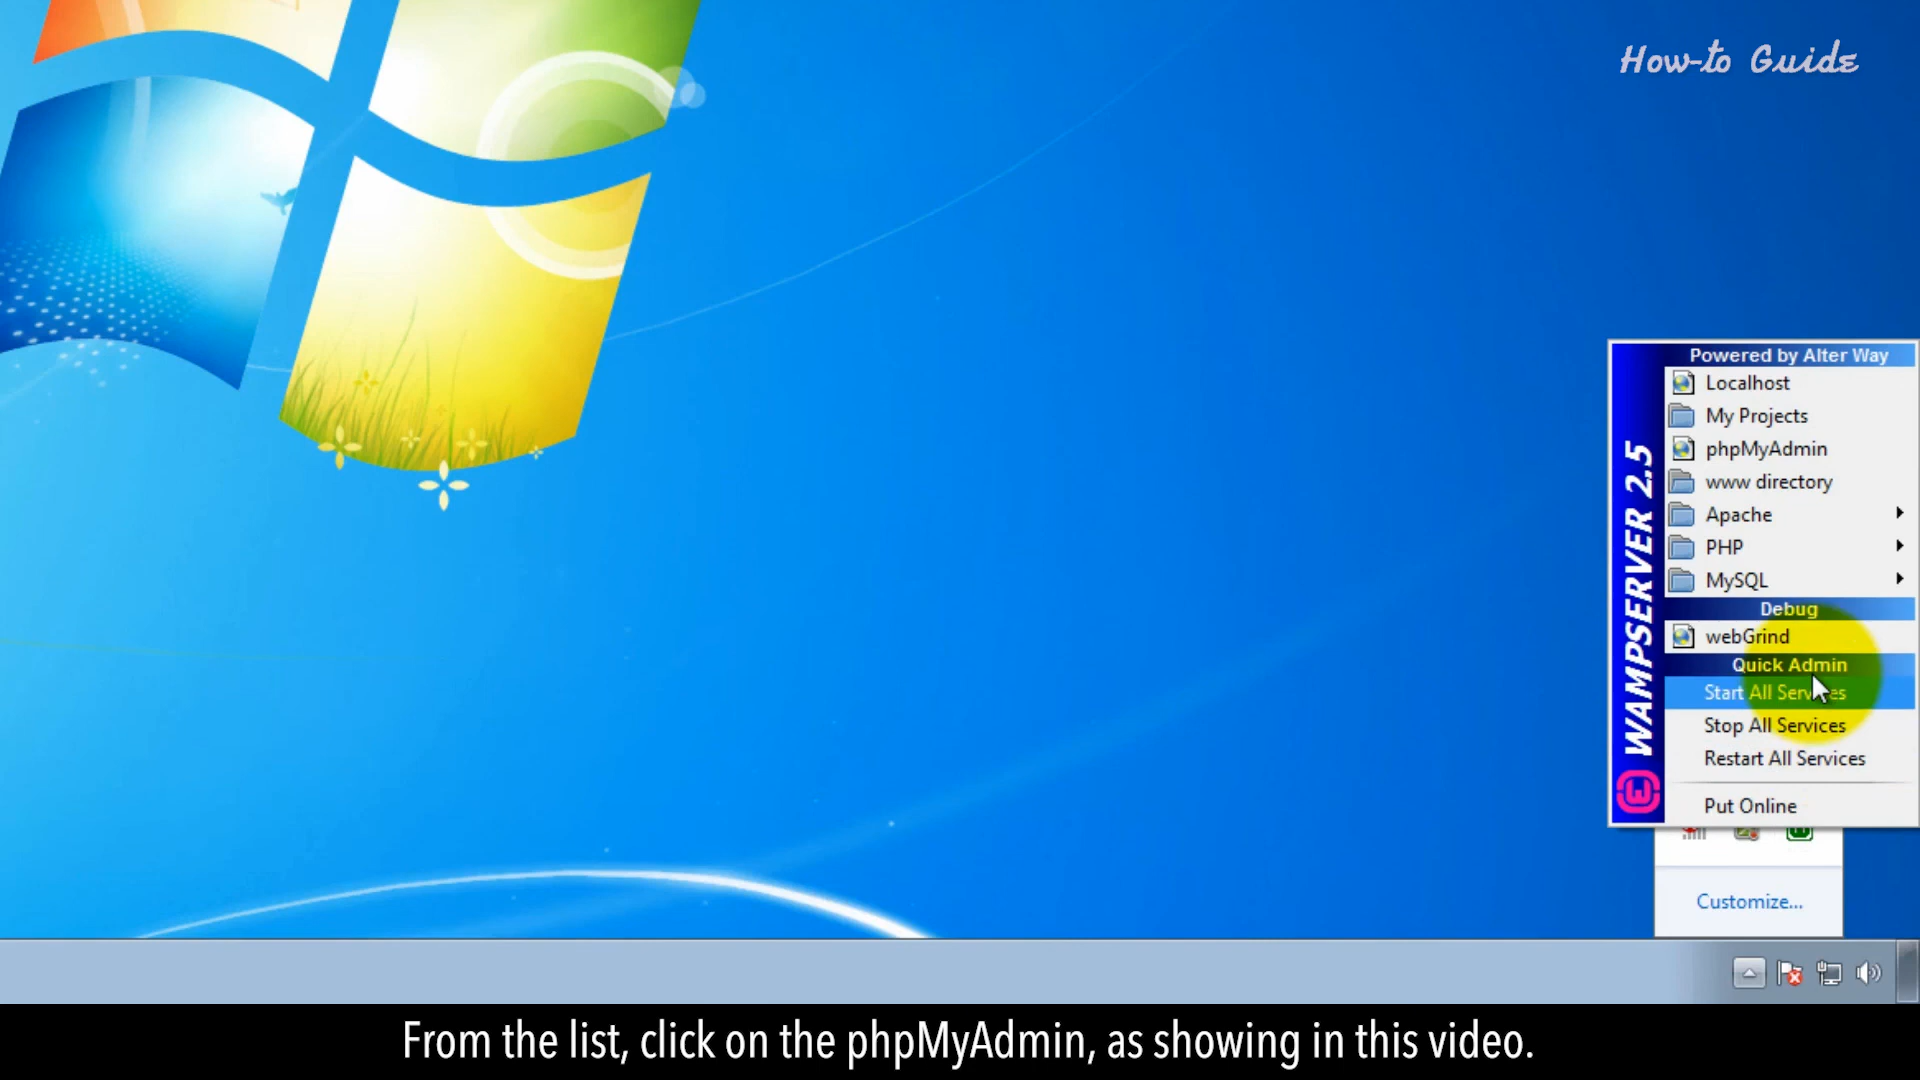 How-to Guide
Powered by Alter Way
Localhost
My Projects
phpMyAdmin
www directory
Apache
PHP
MySQL
Debug
webGrind
Quick Admin
Start All Services
Stop All Services
Restart All Services
Put Online
WAMPSERVER 2.5
Customize...
From the list, click on the phpMyAdmin, as showing in this video.